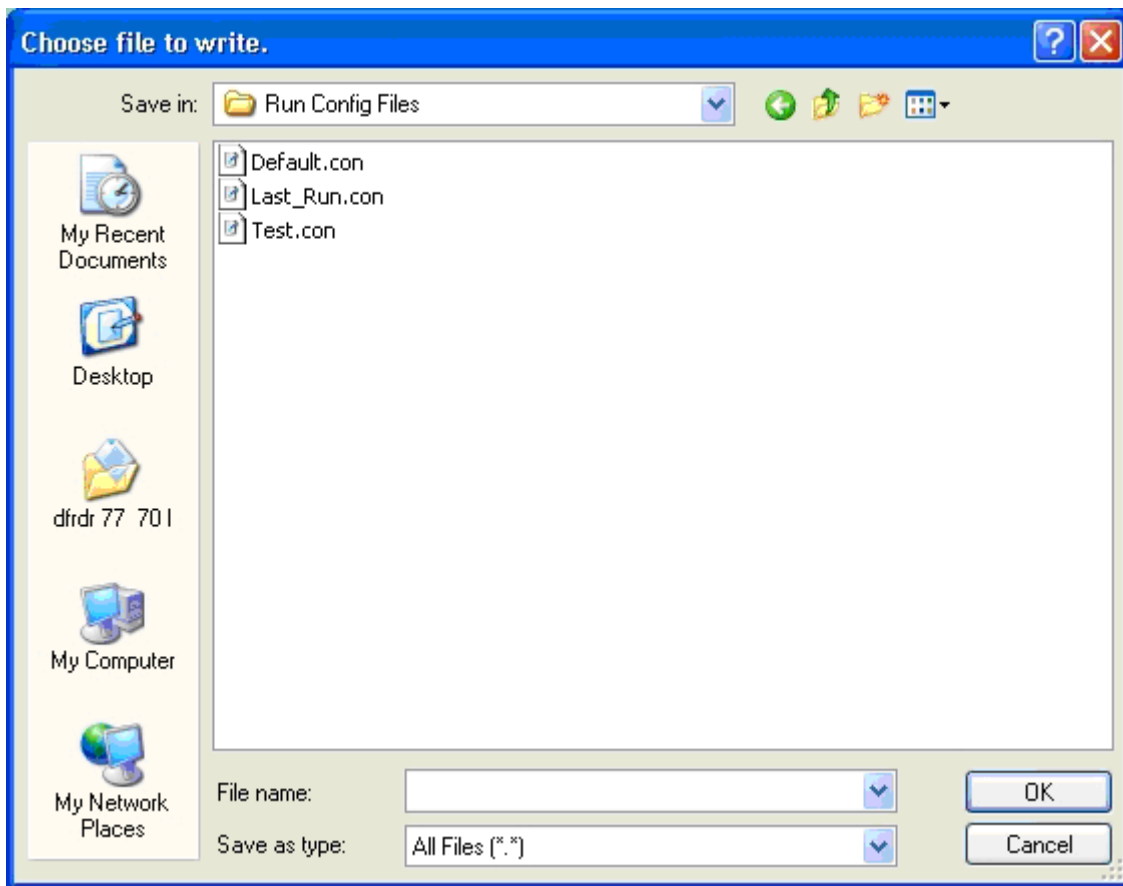 Choose file to write.
Save in:
Run Config Files
Default.con
Last_Run.con
Test.con
My Recent
Documents
Desktop
dfrdr 77 70 l
My Computer
My Network
Places
File name:
OK
Save as type:
All Files (*.*)
Cancel